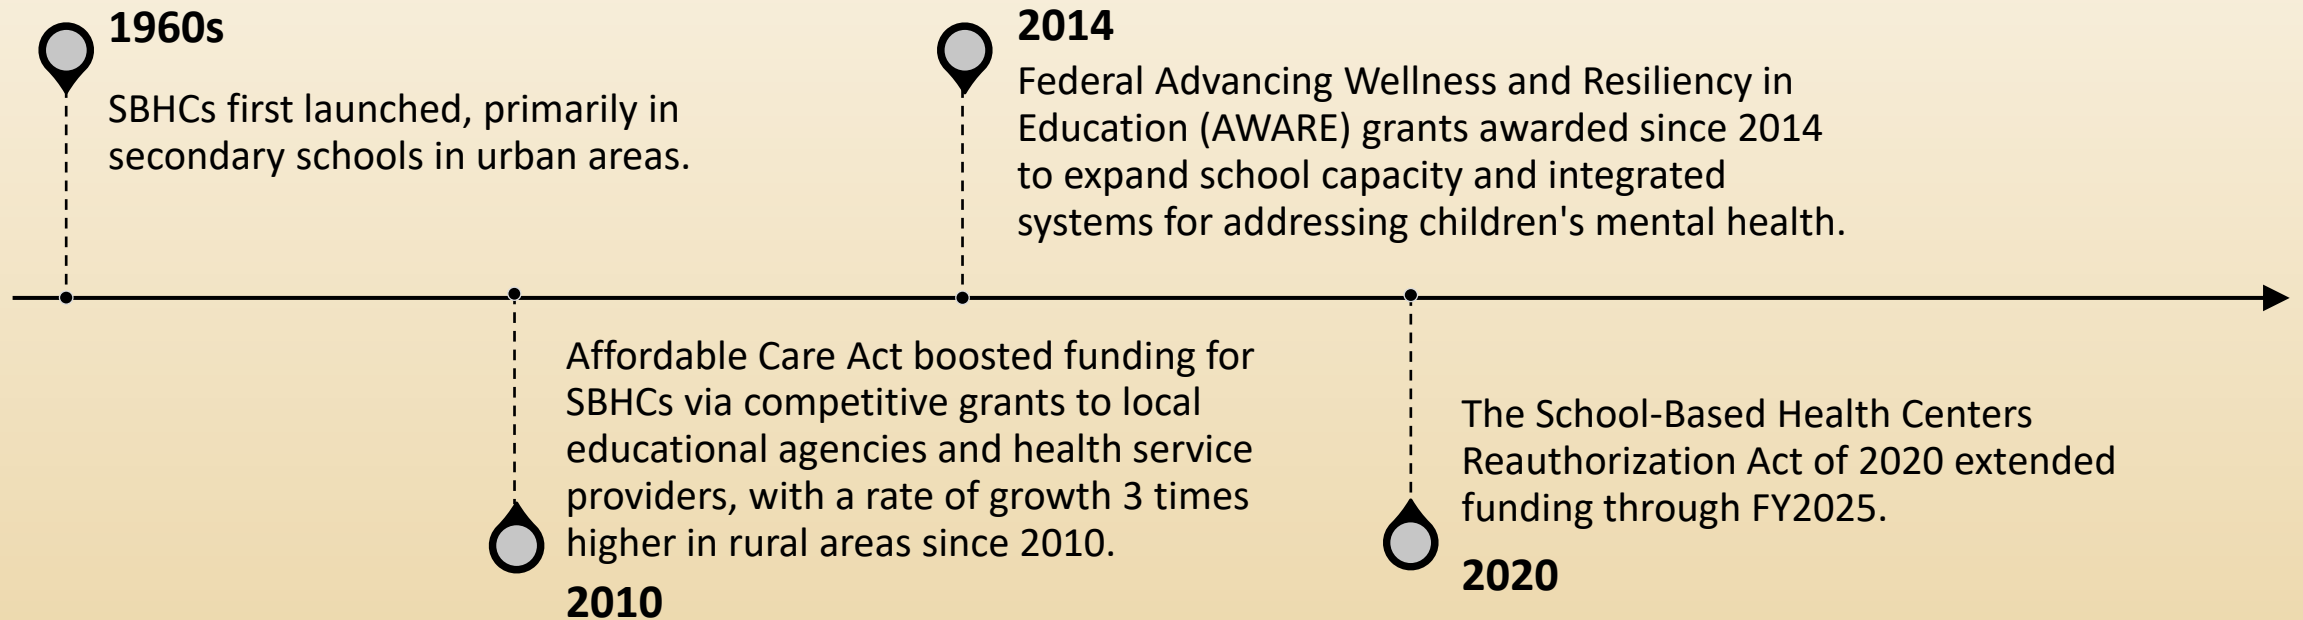 1960s
SBHCs first launched, primarily in
secondary schools in urban areas.
Affordable Care Act boosted funding for
SBHCs via competitive grants to local
educational agencies and health service
providers, with a rate of growth 3 times
higher in rural areas since 2010.
2010
2014
Federal Advancing Wellness and Resiliency in
Education (AWARE) grants awarded since 2014
to expand school capacity and integrated
systems for addressing children's mental health.
The School-Based Health Centers
Reauthorization Act of 2020 extended
funding through FY2025.
2020